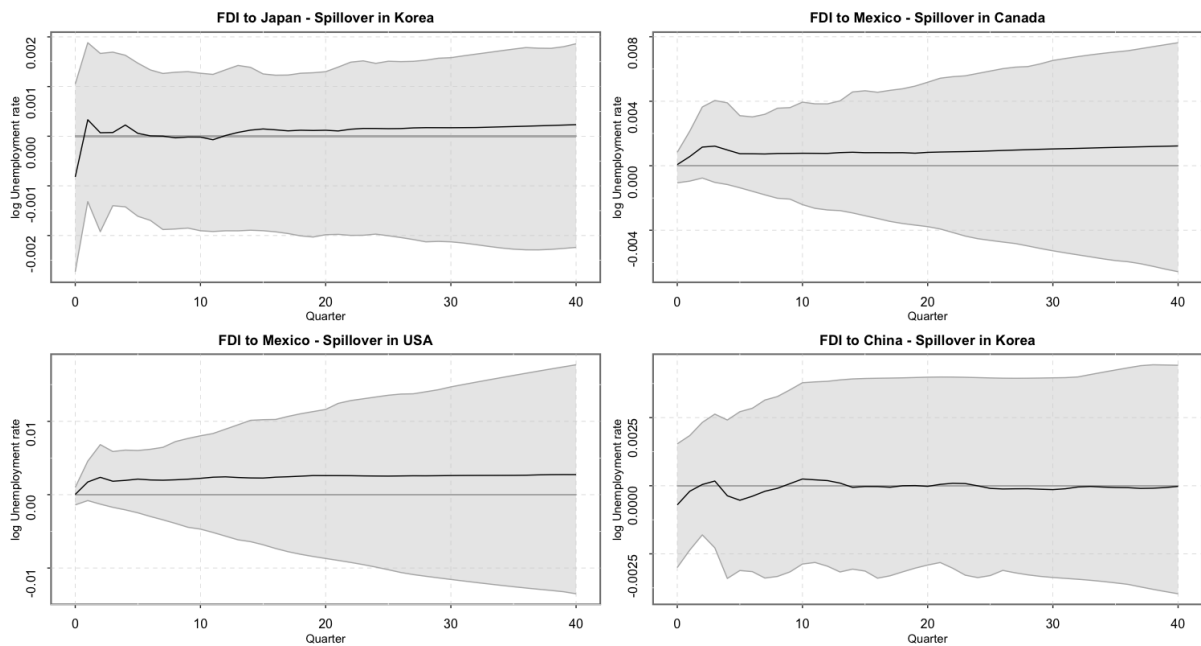 FDI to Japan - Spillover in Korea
log Unemployment rate
0.002
0.001
0.000
-0.001
-0.002
0 10 20 30 40
Quarter
FDI to Mexico - Spillover in Canada
log Unemployment rate
0.008
0.004
0.000
-0.004
0 10 20 30 40
Quarter
FDI to Mexico - Spillover in USA
log Unemployment rate
0.01
0.00
-0.01
0 10 20 30 40
Quarter
FDI to China - Spillover in Korea
log Unemployment rate
0.0025
0.0000
-0.0025
0 10 20 30 40
Quarter